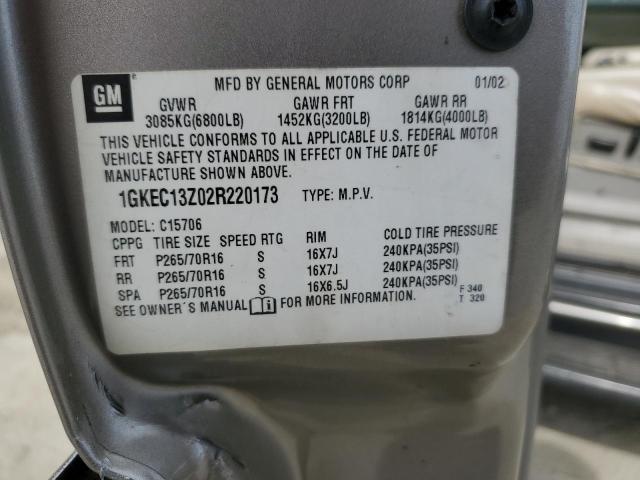 GM
MFD BY GENERAL MOTORS CORP 01/02
GVWR GAWR FRT GAWR RR
3085KG(6800LB) 1452KG(3200LB) 1814KG(4000LB)
THIS VEHICLE CONFORMS TO ALL APPLICABLE U.S. FEDERAL MOTOR
VEHICLE SAFETY STANDARDS IN EFFECT ON THE DATE OF
MANUFACTURE SHOWN ABOVE.
1GKEC13Z02R220173 TYPE: M.P.V.
MODEL: C15706
CPPG TIRE SIZE SPEED RTG RIM COLD TIRE PRESSURE
FRT P265/70R16 S 16X7J 240KPA(35PSI)
RR P265/70R16 S 16X7J 240KPA(35PSI)
SPA P265/70R16 S 16X6.5J 240KPA(35PSI)
SEE OWNER'S MANUAL FOR MORE INFORMATION. F 340
T 320